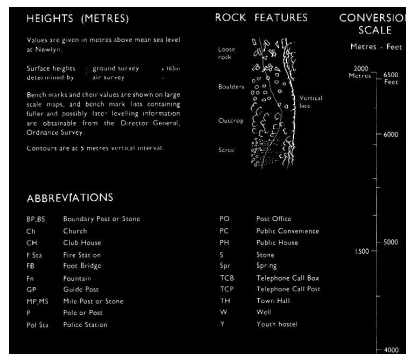 HEIGHTS (METRES)
Values are given in metres above mean sea level
at Newlyn.
Surface heights
determined by
ground survey
air survey
. 163m
Bench marks and their values are shown on large
scale maps, and bench mark lists containing
fuller and possibly later levelling information
are obtainable from the Director General,
Ordnance Survey.
Contours are at 5 metres vertical interval.
ROCK FEATURES
Loose
rock
Boulders
Outcrop
Scree
Vertical
face
CONVERSIO
SCALE
Metres - Feet
2000
Metres
6500
Feet
6000
5000
1500
4000
ABBREVIATIONS
BP,BS Boundary Post or Stone
Ch Church
CH Club House
F Sta Fire Station
FB Foot Bridge
Fn Fountain
GP Guide Post
MP,MS Mile Post or Stone
P Pole or Post
Pol Sta Police Station
PO Post Office
PC Public Convenience
PH Public House
S Stone
Spr Spring
TCB Telephone Call Box
TCP Telephone Call Post
TH Town Hall
W Well
Y Youth hostel